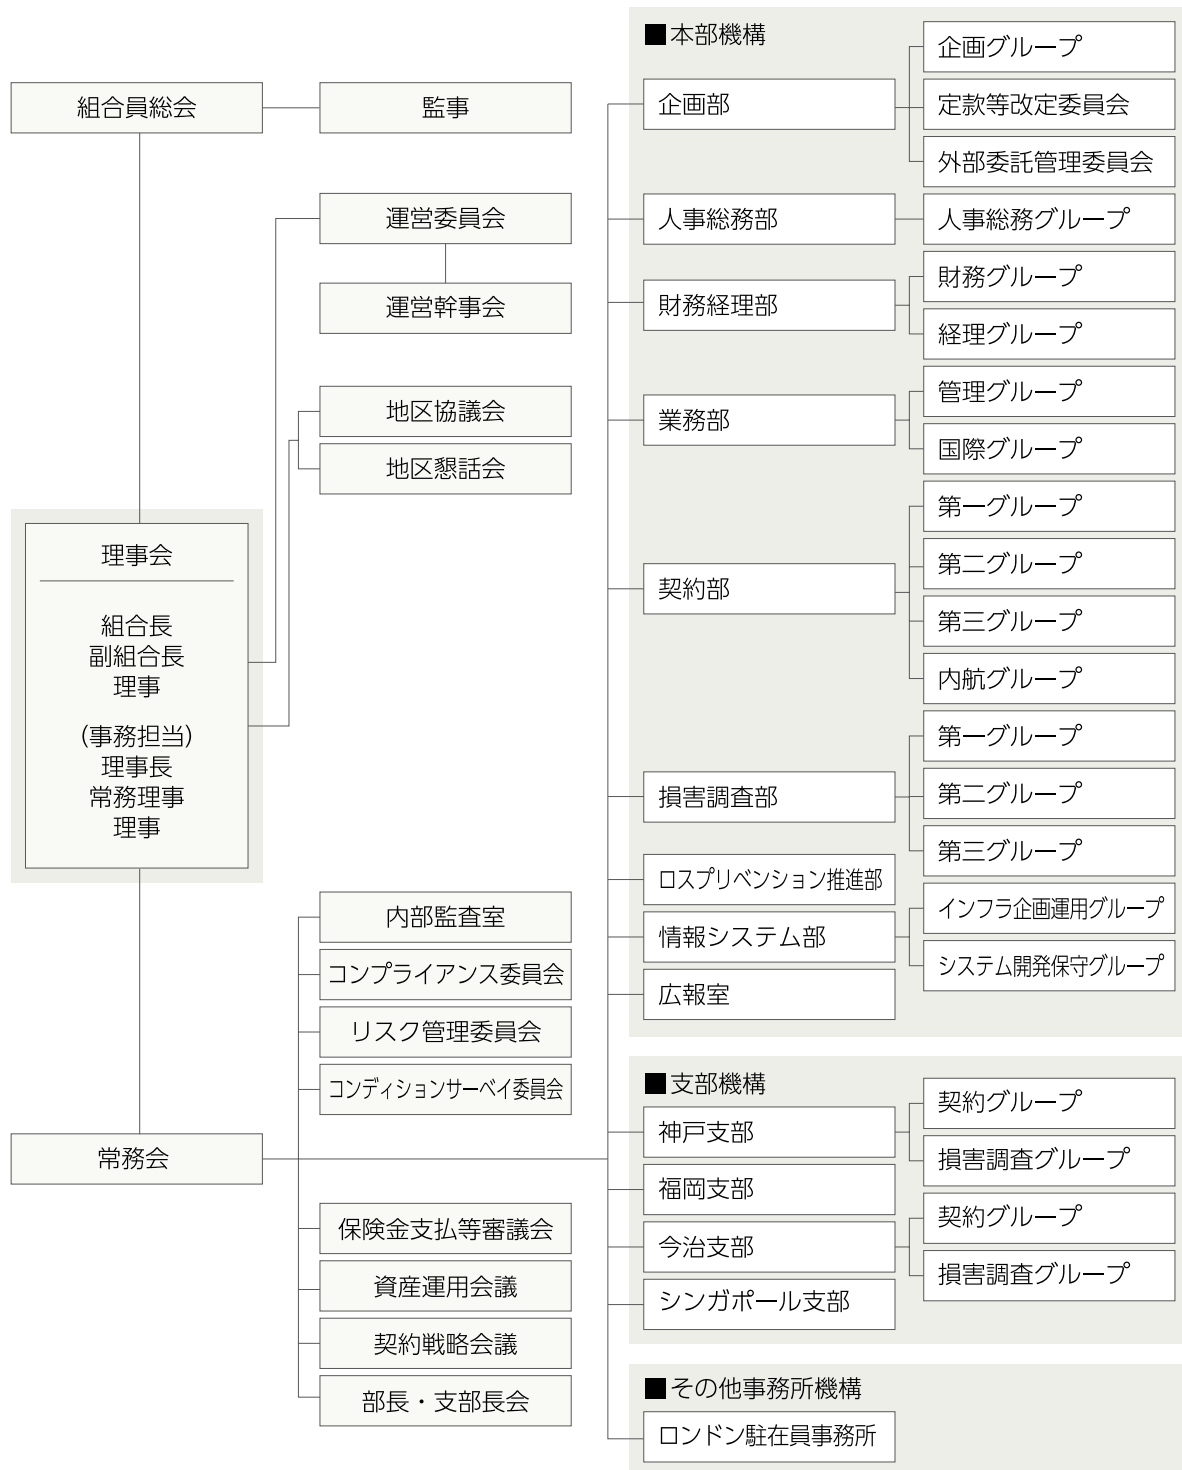 組合員総会
監事
運営委員会
運営幹事会
地区協議会
地区懇話会
理事会
組合長
副組合長
理事
(事務担当)
理事長
常務理事
理事
内部監査室
コンプライアンス委員会
リスク管理委員会
コンディションサーベイ委員会
常務会
保険金支払等審議会
資産運用会議
契約戦略会議
部長・支部長会
■本部機構
企画部
企画グループ
定款等改定委員会
外部委託管理委員会
人事総務部
人事総務グループ
財務経理部
財務グループ
経理グループ
業務部
管理グループ
国際グループ
契約部
第一グループ
第二グループ
第三グループ
内航グループ
損害調査部
第一グループ
第二グループ
第三グループ
ロスプリベンション推進部
情報システム部
インフラ企画運用グループ
システム開発保守グループ
広報室
■支部機構
神戸支部
契約グループ
損害調査グループ
福岡支部
今治支部
契約グループ
損害調査グループ
シンガポール支部
■その他事務所機構
ロンドン駐在員事務所